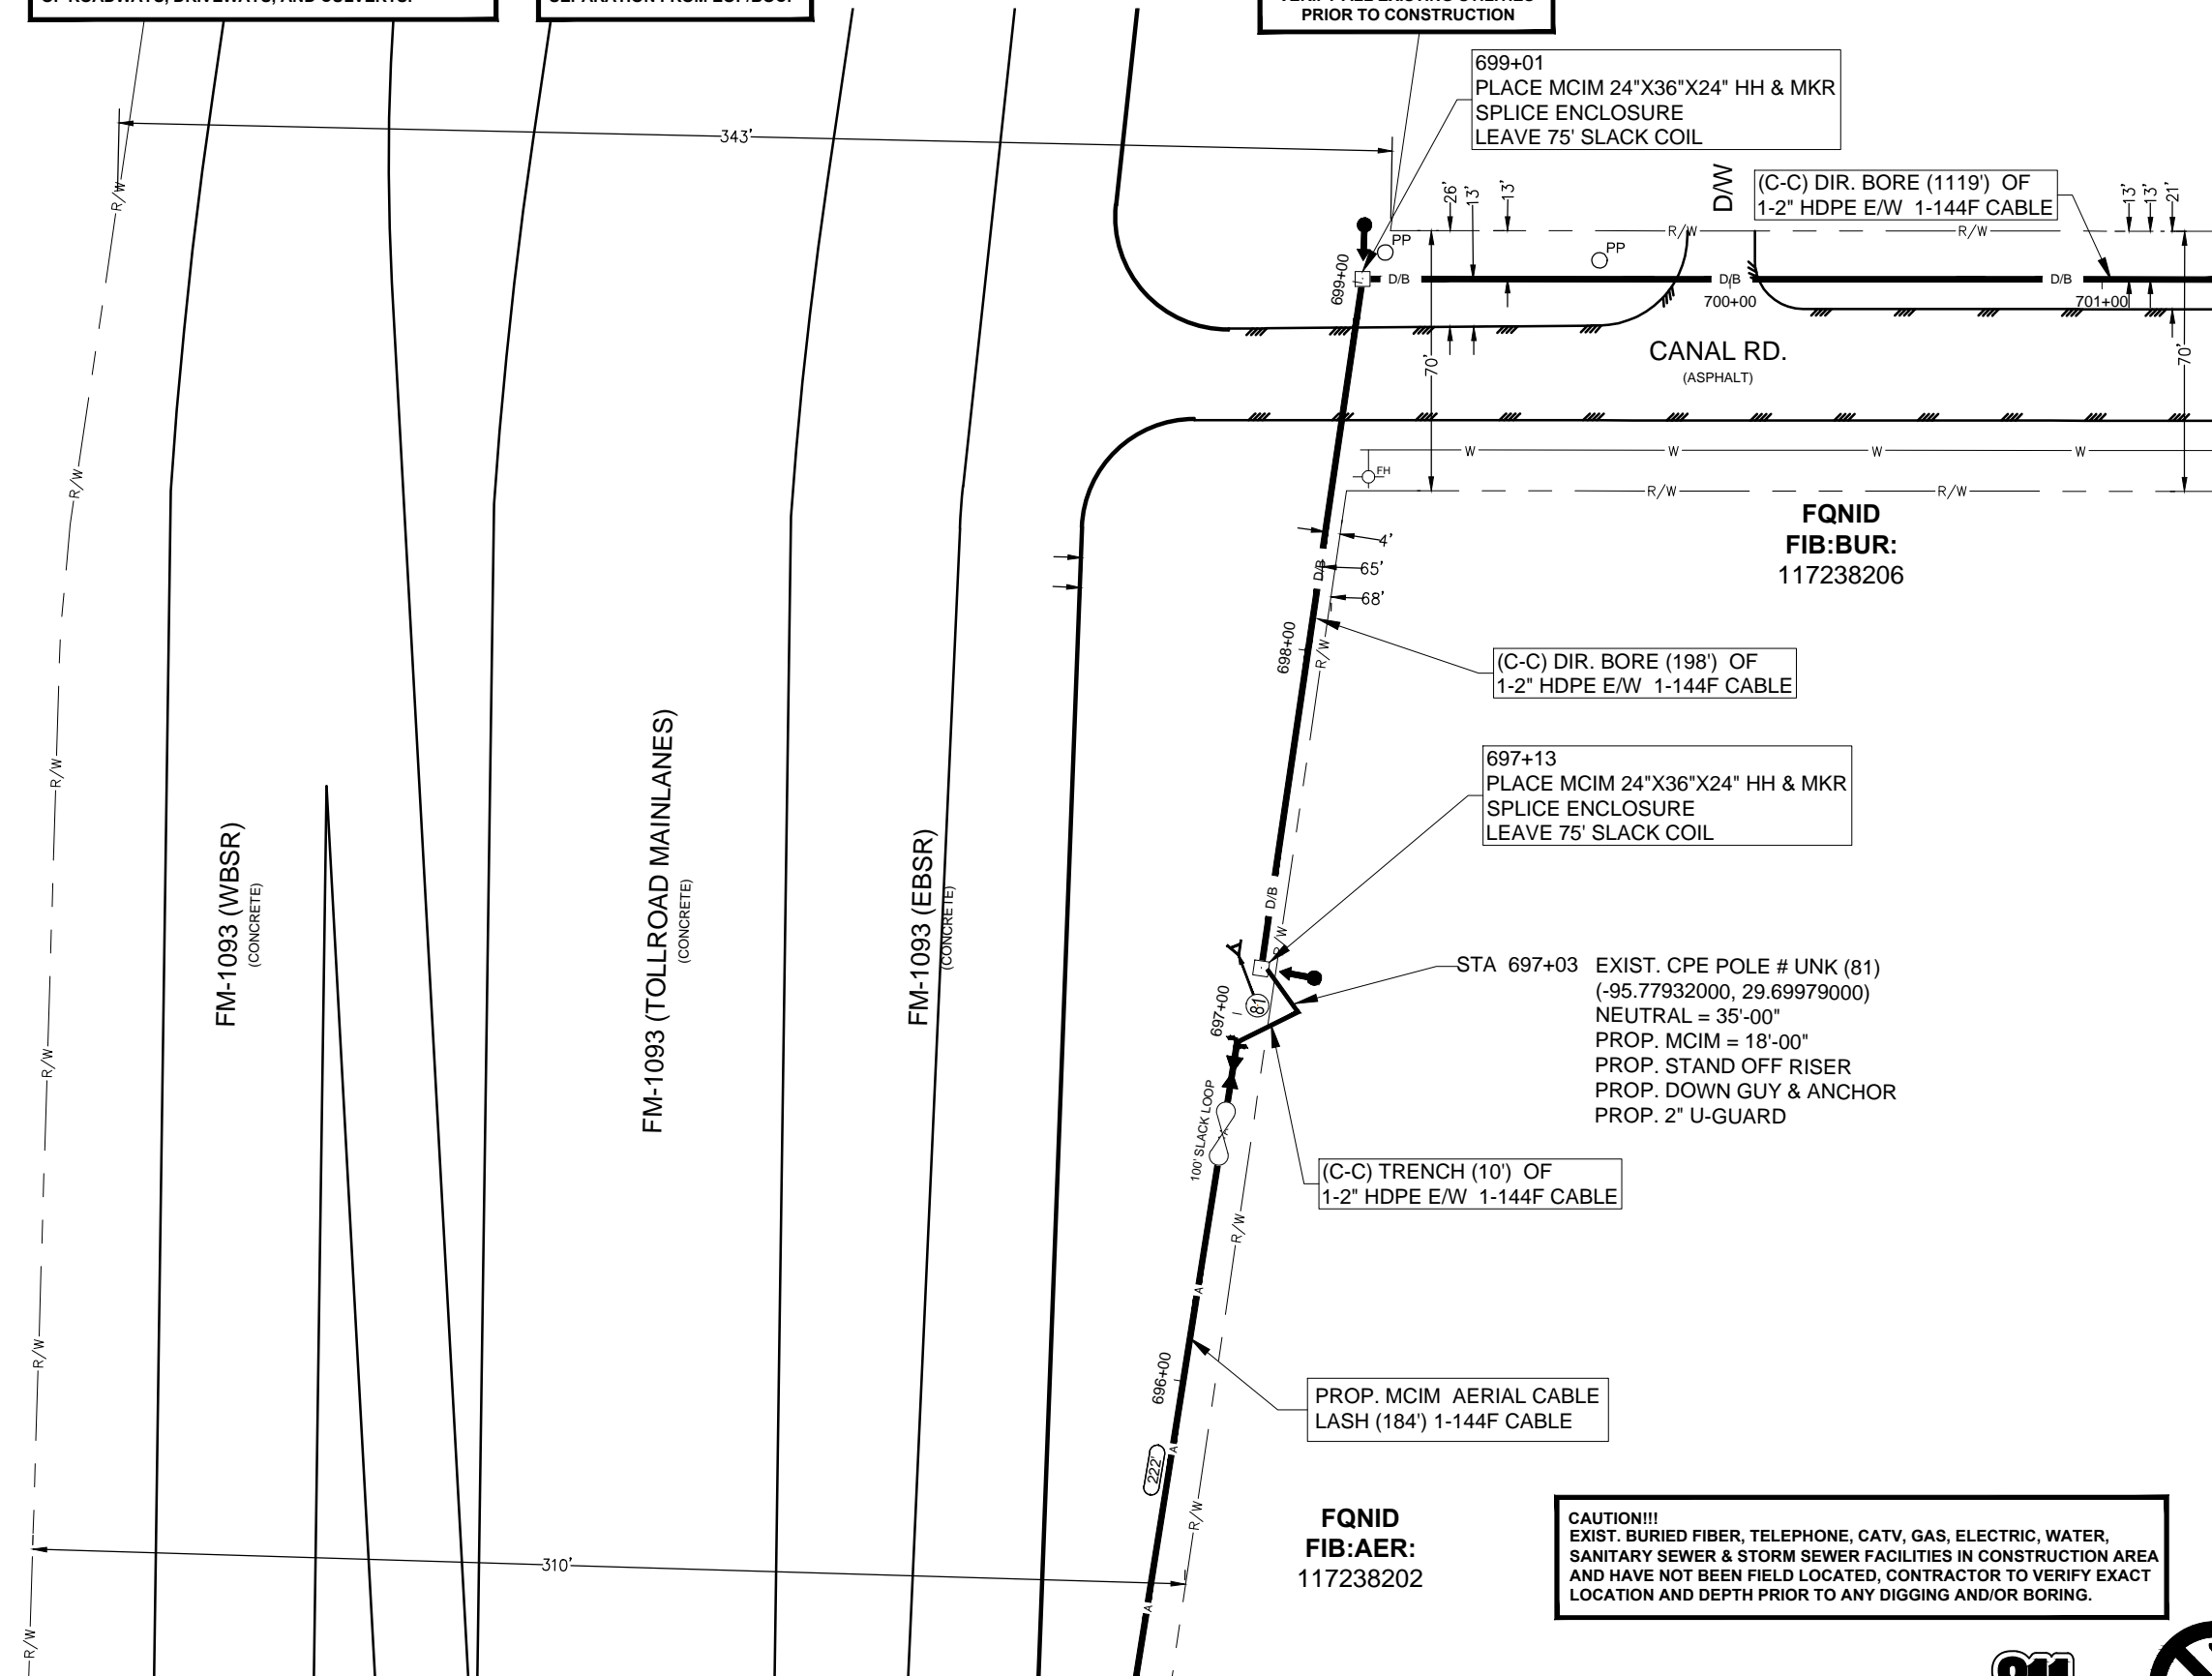 PRIOR TO CONSTRUCTION
699+01
PLACE MCIM 24"X36"X24" HH & MKR
SPLICE ENCLOSURE
LEAVE 75' SLACK COIL
343'
R/W
26'
13'
13'
D/W
(C-C) DIR. BORE (1119') OF
1-2" HDPE E/W 1-144F CABLE
13'
13'
21'
PP
PP
R/W
R/W
699+00
D/B
D/B
D/B
700+00
701+00
CANAL RD.
(ASPHALT)
70'
70'
W
W
W
W
FH
R/W
R/W
R/W
FQNID
FIB:BUR:
117238206
4'
D/B
65'
68'
698+00
R/W
(C-C) DIR. BORE (198') OF
1-2" HDPE E/W 1-144F CABLE
697+13
PLACE MCIM 24"X36"X24" HH & MKR
SPLICE ENCLOSURE
LEAVE 75' SLACK COIL
R/W
FM-1093 (WBSR)
(CONCRETE)
FM-1093 (TOLLROAD MAINLANES)
(CONCRETE)
FM-1093 (EBSR)
(CONCRETE)
D/B
R/W
STA 697+03
EXIST. CPE POLE # UNK (81)
(-95.77932000, 29.69979000)
NEUTRAL = 35'-00"
PROP. MCIM = 18'-00"
PROP. STAND OFF RISER
PROP. DOWN GUY & ANCHOR
PROP. 2" U-GUARD
81
697+00
R/W
100' SLACK LOOP
(C-C) TRENCH (10') OF
1-2" HDPE E/W 1-144F CABLE
R/W
A
R/W
696+00
PROP. MCIM AERIAL CABLE
LASH (184') 1-144F CABLE
A
222'
R/W
FQNID
FIB:AER:
117238202
310'
A
R/W
CAUTION!!!
EXIST. BURIED FIBER, TELEPHONE, CATV, GAS, ELECTRIC, WATER,
SANITARY SEWER & STORM SEWER FACILITIES IN CONSTRUCTION AREA
AND HAVE NOT BEEN FIELD LOCATED, CONTRACTOR TO VERIFY EXACT
LOCATION AND DEPTH PRIOR TO ANY DIGGING AND/OR BORING.
811